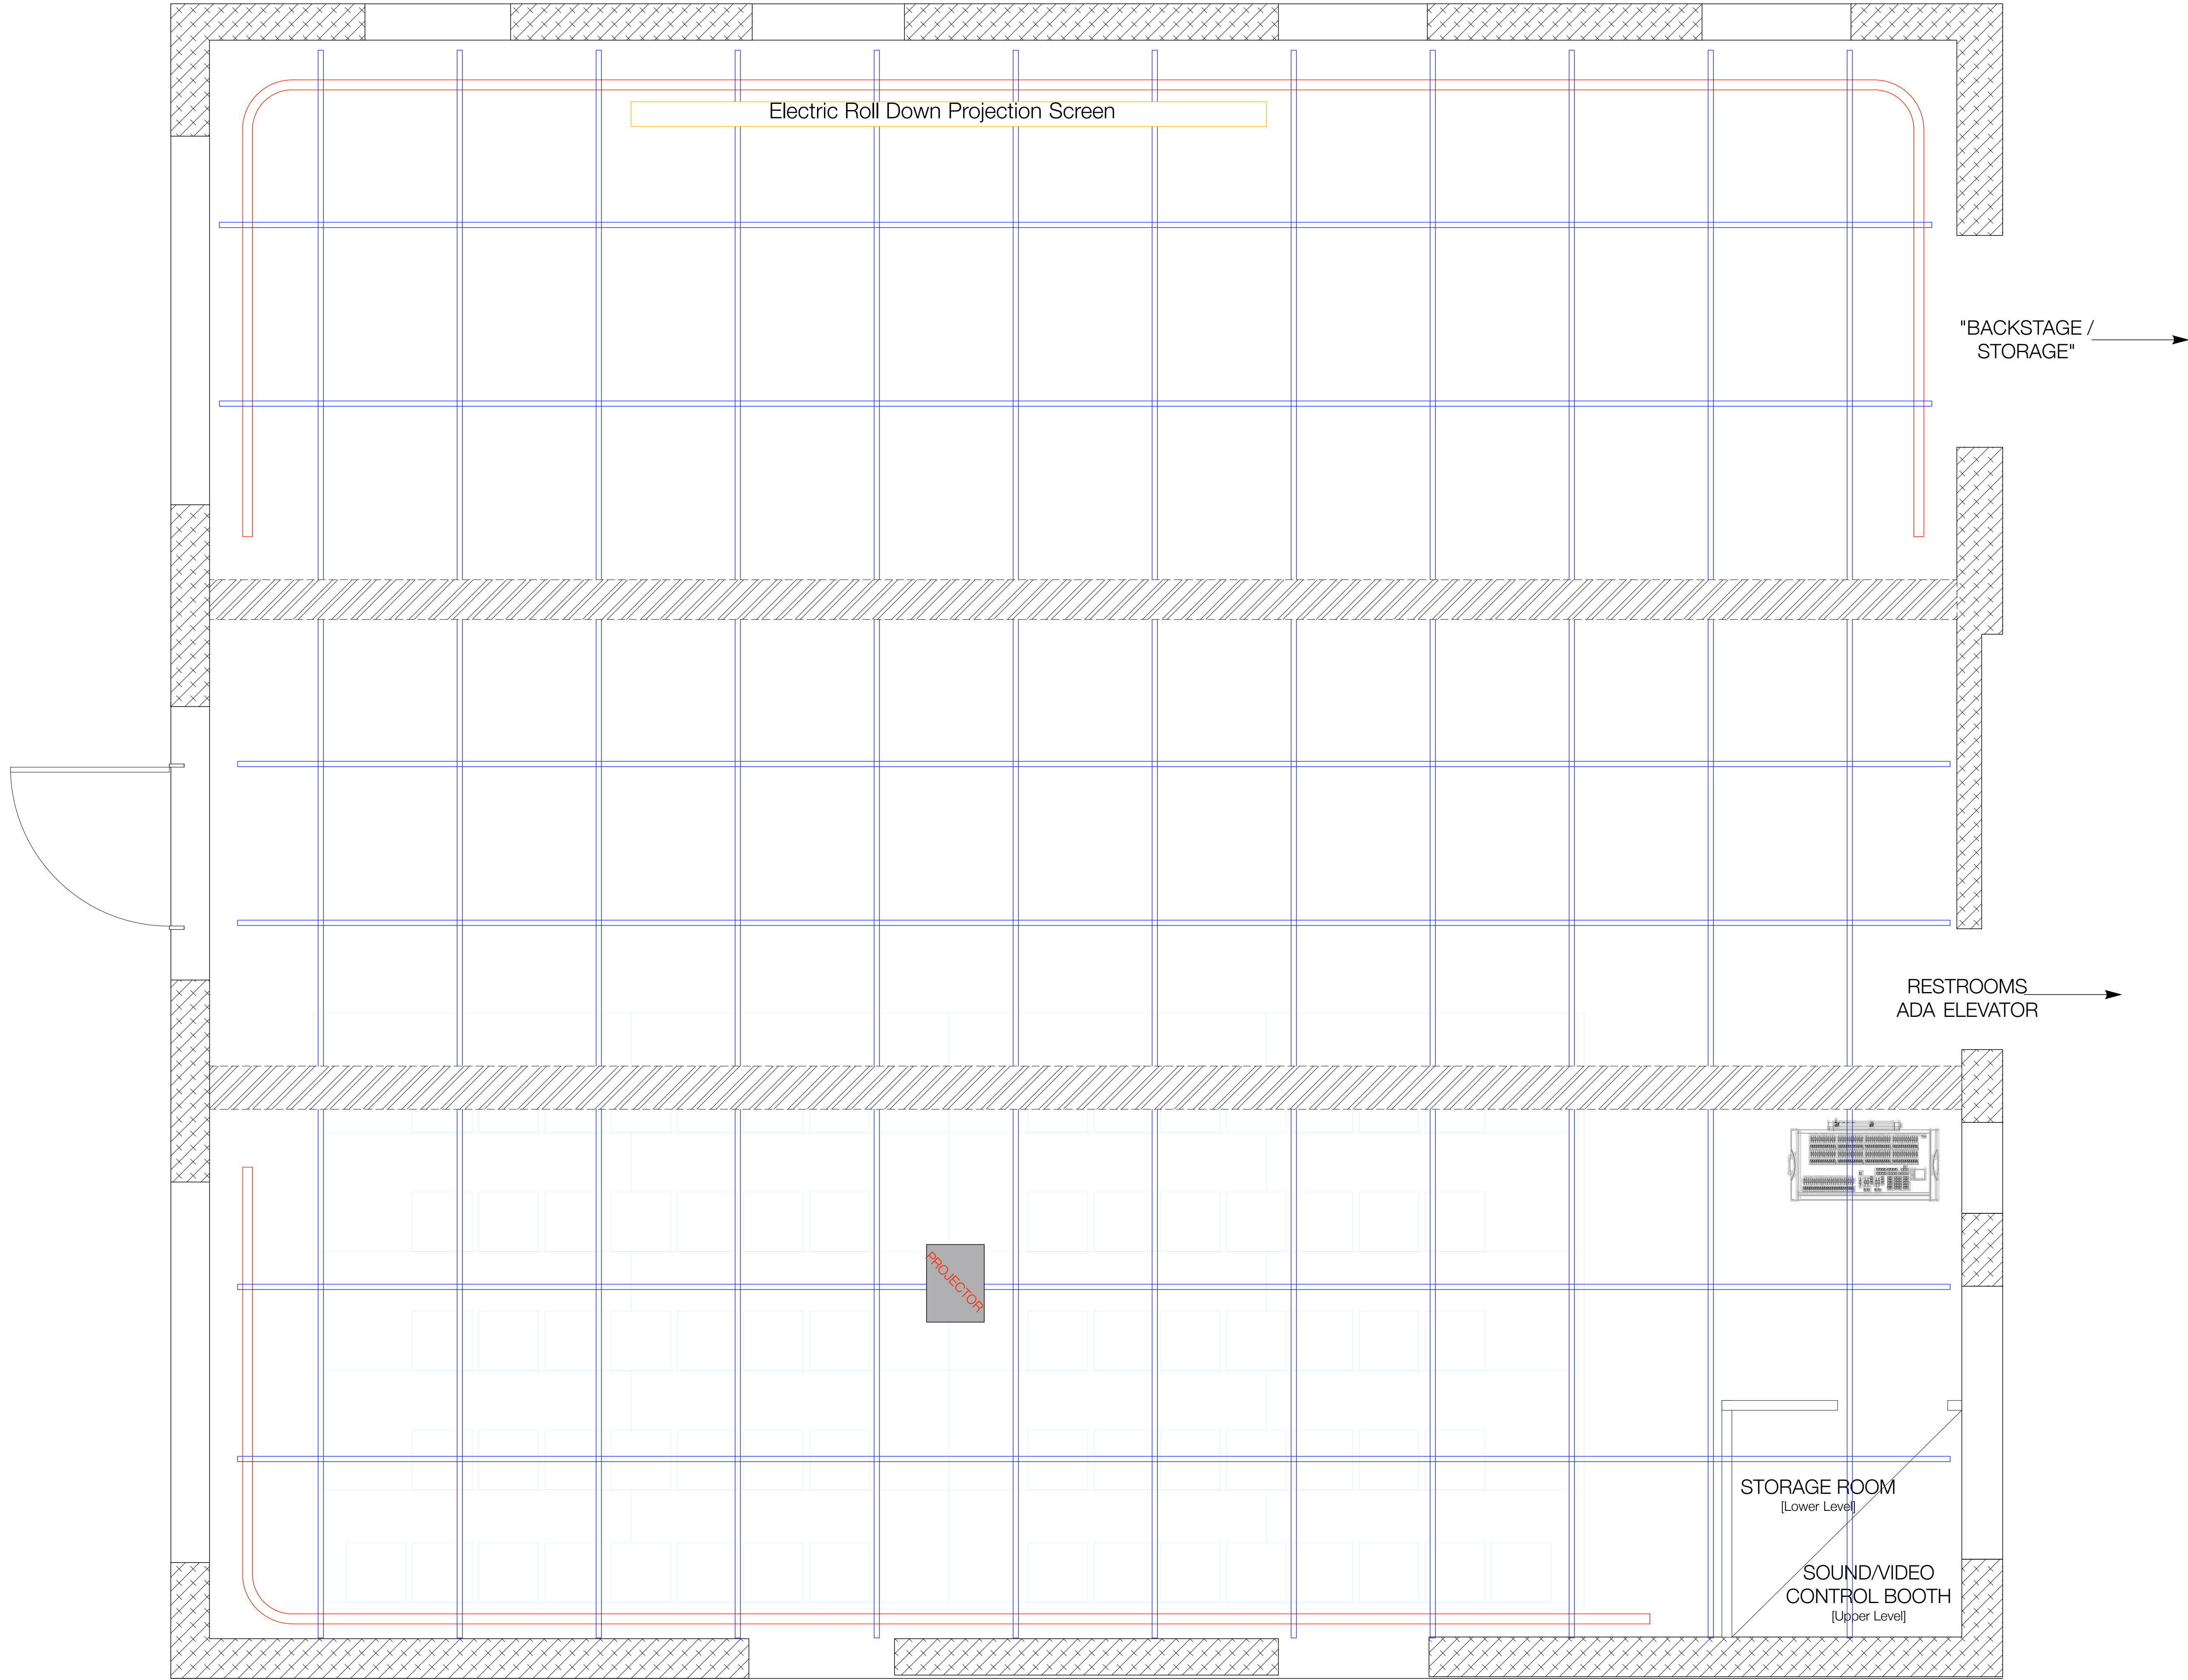 Electric Roll Down Projection Screen
"BACKSTAGE /
STORAGE"
RESTROOMS
ADA ELEVATOR
PROJECTOR
STORAGE ROOM
[Lower Level]
SOUND/VIDEO
CONTROL BOOTH
[Upper Level]